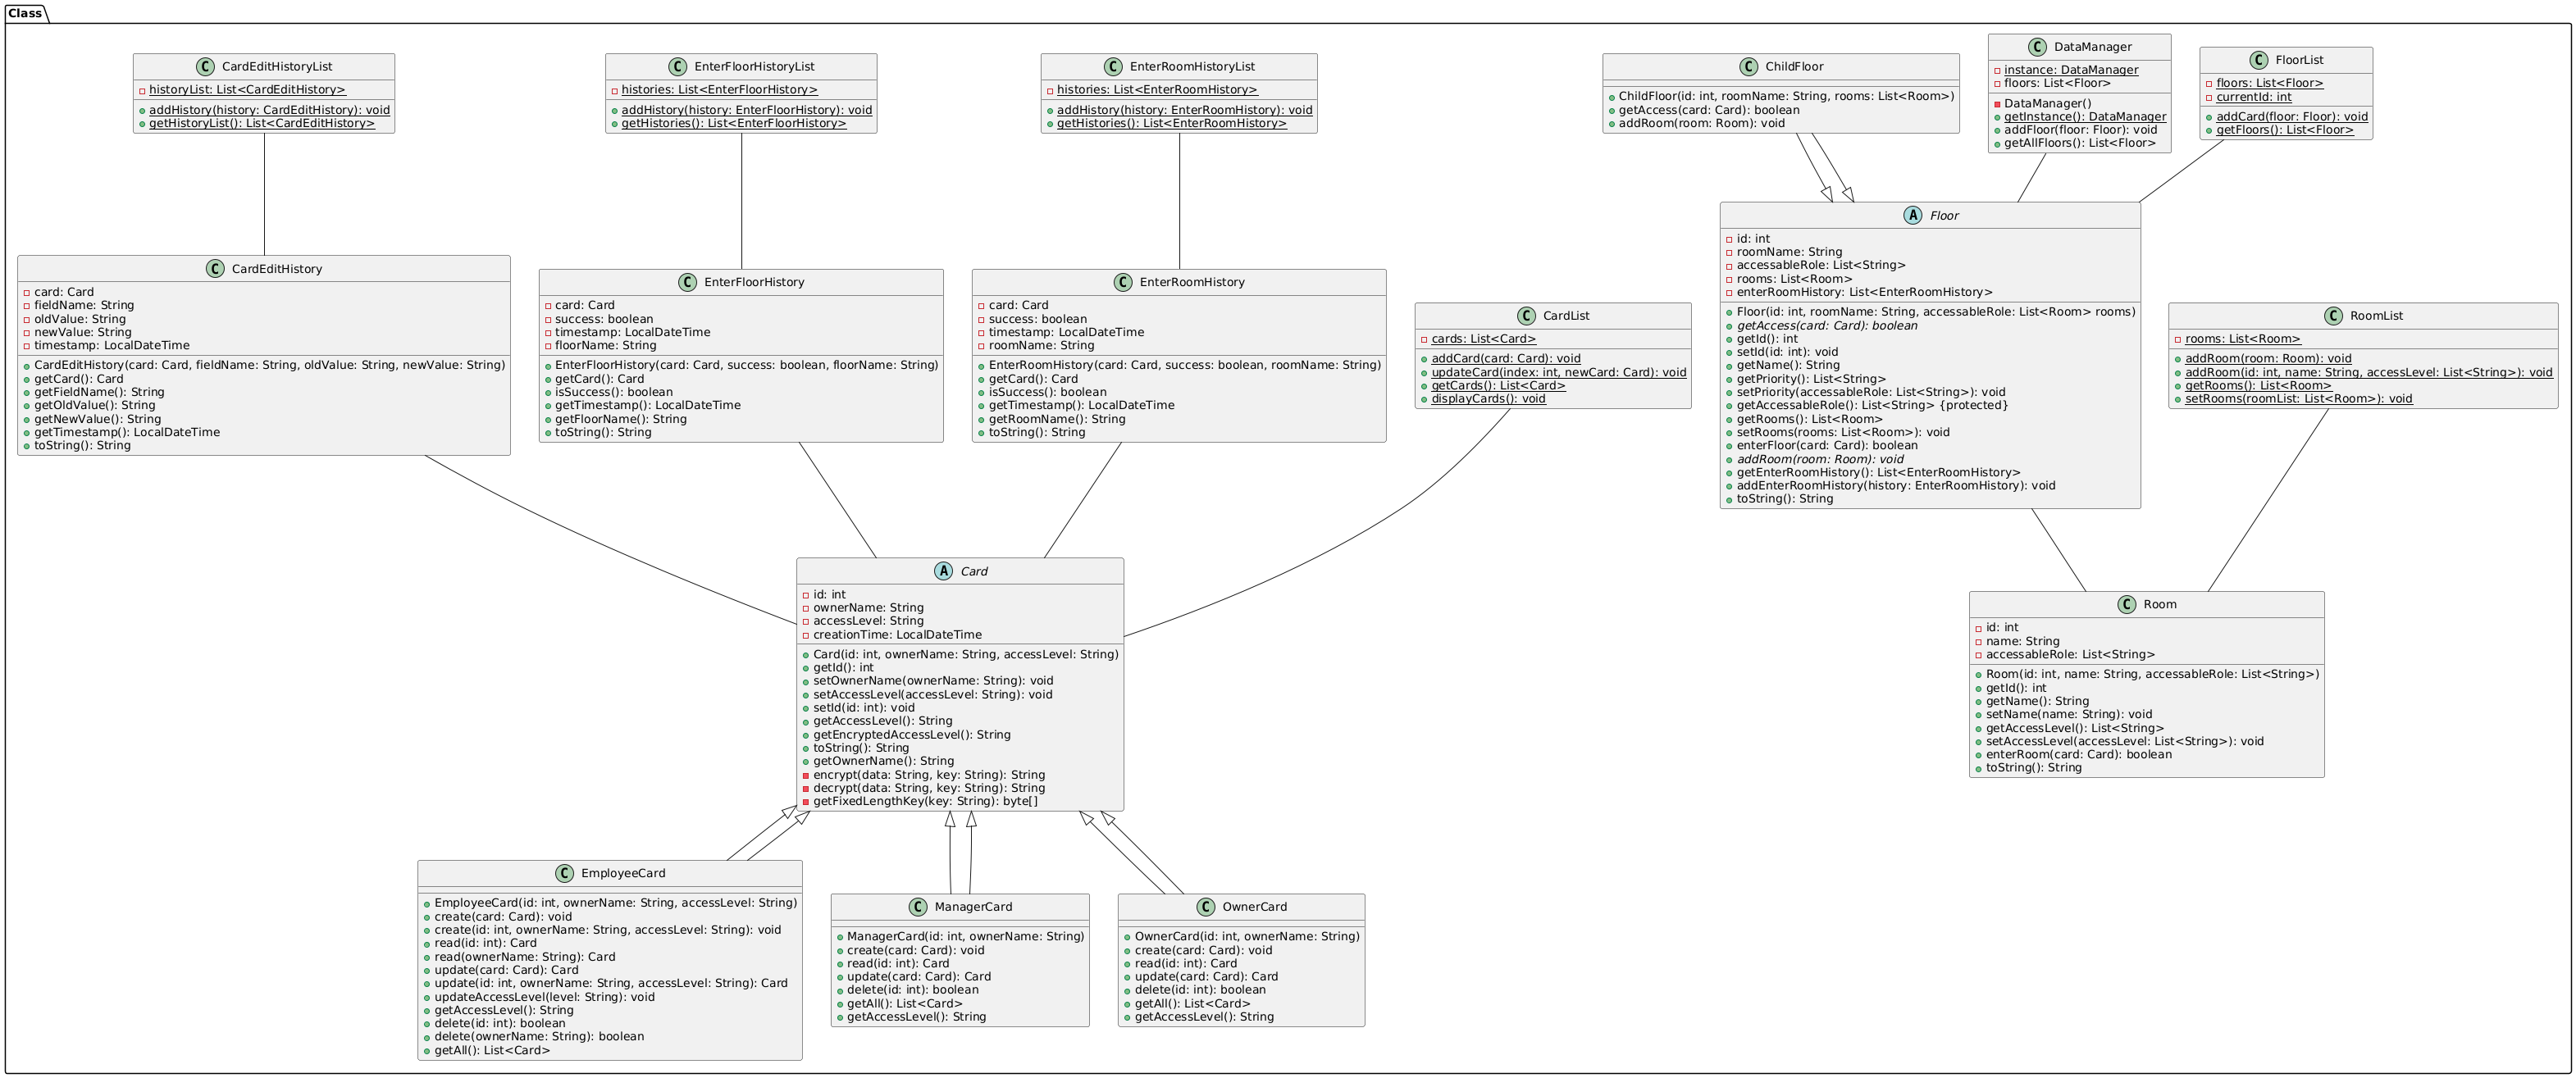 Class
CardEditHistoryList
historyList: List<CardEditHistory>
addHistory(history: CardEditHistory): void
getHistoryList(): List<CardEditHistory>
EnterFloorHistoryList
histories: List<EnterFloorHistory>
addHistory(history: EnterFloorHistory): void
getHistories(): List<EnterFloorHistory>
EnterRoomHistoryList
histories: List<EnterRoomHistory>
addHistory(history: EnterRoomHistory): void
getHistories(): List<EnterRoomHistory>
ChildFloor
ChildFloor(id: int, roomName: String, rooms: List<Room>)
getAccess(card: Card): boolean
addRoom(room: Room): void
DataManager
instance: DataManager
floors: List<Floor>
DataManager()
getInstance(): DataManager
addFloor(floor: Floor): void
getAllFloors(): List<Floor>
FloorList
floors: List<Floor>
currentId: int
addCard(floor: Floor): void
getFloors(): List<Floor>
CardEditHistory
card: Card
fieldName: String
oldValue: String
newValue: String
timestamp: LocalDateTime
CardEditHistory(card: Card, fieldName: String, oldValue: String, newValue: String)
getCard(): Card
getFieldName(): String
getOldValue(): String
getNewValue(): String
getTimestamp(): LocalDateTime
toString(): String
EnterFloorHistory
card: Card
success: boolean
timestamp: LocalDateTime
floorName: String
EnterFloorHistory(card: Card, success: boolean, floorName: String)
getCard(): Card
isSuccess(): boolean
getTimestamp(): LocalDateTime
getFloorName(): String
toString(): String
EnterRoomHistory
card: Card
success: boolean
timestamp: LocalDateTime
roomName: String
EnterRoomHistory(card: Card, success: boolean, roomName: String)
getCard(): Card
isSuccess(): boolean
getTimestamp(): LocalDateTime
getRoomName(): String
toString(): String
CardList
cards: List<Card>
addCard(card: Card): void
updateCard(index: int, newCard: Card): void
getCards(): List<Card>
displayCards(): void
Floor
id: int
roomName: String
accessableRole: List<String>
rooms: List<Room>
enterRoomHistory: List<EnterRoomHistory>
Floor(id: int, roomName: String, accessableRole: List<Room> rooms)
getAccess(card: Card): boolean
getId(): int
setId(id: int): void
getName(): String
getPriority(): List<String>
setPriority(accessableRole: List<String>): void
getAccessableRole(): List<String> {protected}
getRooms(): List<Room>
setRooms(rooms: List<Room>): void
enterFloor(card: Card): boolean
addRoom(room: Room): void
getEnterRoomHistory(): List<EnterRoomHistory>
addEnterRoomHistory(history: EnterRoomHistory): void
toString(): String
RoomList
rooms: List<Room>
addRoom(room: Room): void
addRoom(id: int, name: String, accessLevel: List<String>): void
getRooms(): List<Room>
setRooms(roomList: List<Room>): void
Card
id: int
ownerName: String
accessLevel: String
creationTime: LocalDateTime
Card(id: int, ownerName: String, accessLevel: String)
getId(): int
setOwnerName(ownerName: String): void
setAccessLevel(accessLevel: String): void
setId(id: int): void
getAccessLevel(): String
getEncryptedAccessLevel(): String
toString(): String
getOwnerName(): String
encrypt(data: String, key: String): String
decrypt(data: String, key: String): String
getFixedLengthKey(key: String): byte[]
Room
id: int
name: String
accessableRole: List<String>
Room(id: int, name: String, accessableRole: List<String>)
getId(): int
getName(): String
setName(name: String): void
getAccessLevel(): List<String>
setAccessLevel(accessLevel: List<String>): void
enterRoom(card: Card): boolean
toString(): String
EmployeeCard
EmployeeCard(id: int, ownerName: String, accessLevel: String)
create(card: Card): void
create(id: int, ownerName: String, accessLevel: String): void
read(id: int): Card
read(ownerName: String): Card
update(card: Card): Card
update(id: int, ownerName: String, accessLevel: String): Card
updateAccessLevel(level: String): void
getAccessLevel(): String
delete(id: int): boolean
delete(ownerName: String): boolean
getAll(): List<Card>
ManagerCard
ManagerCard(id: int, ownerName: String)
create(card: Card): void
read(id: int): Card
update(card: Card): Card
delete(id: int): boolean
getAll(): List<Card>
getAccessLevel(): String
OwnerCard
OwnerCard(id: int, ownerName: String)
create(card: Card): void
read(id: int): Card
update(card: Card): Card
delete(id: int): boolean
getAll(): List<Card>
getAccessLevel(): String